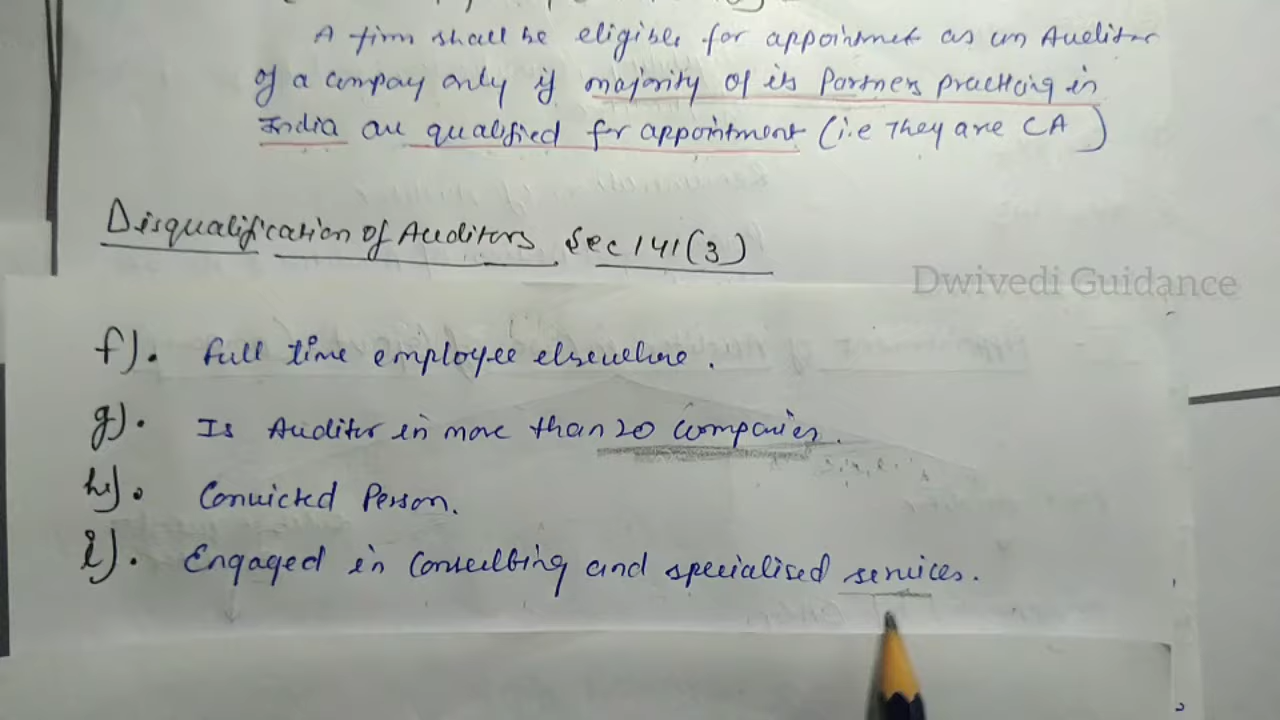 A firm shall be eligible for appointmet as an Auditor
of a compay only if majority of its Partners practicing in
India are qualified for appointment (i.e They are CA)
Disqualification of Auditors Sec 141(3)
Dwivedi Guidance
f). Full time employee elsewhere.
g). Is Auditor in more than 20 companies.
h). Convicted Person.
i). Engaged in Consulting and specialised services.